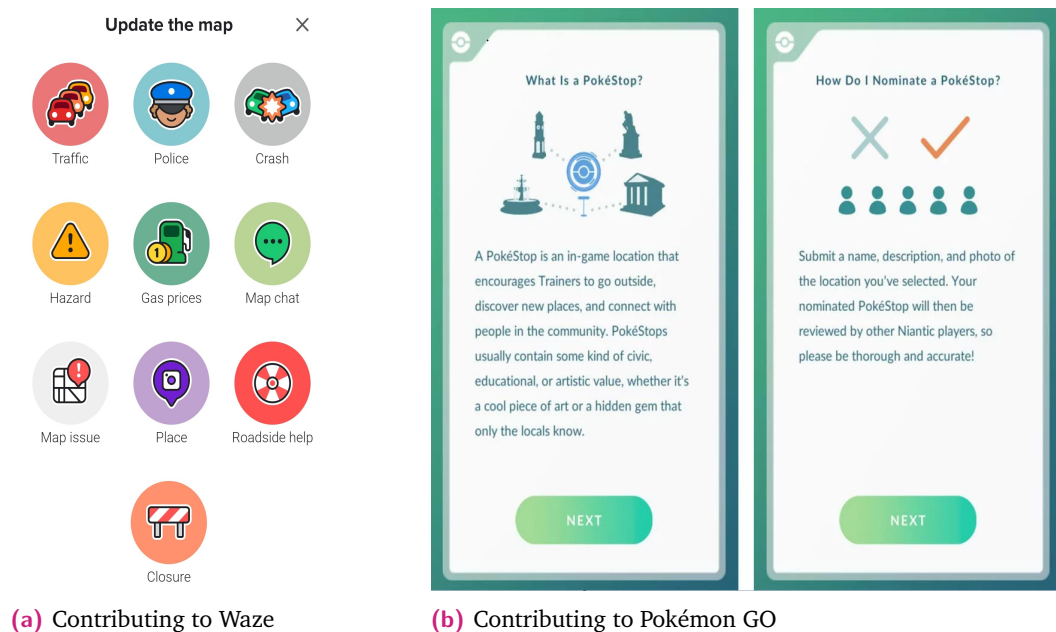 Update the map
Traffic
Police
Crash
Hazard
1
Gas prices
Map chat
Map issue
Place
Roadside help
Closure
(a) Contributing to Waze
What Is a PokéStop?
A PokéStop is an in-game location that
encourages Trainers to go outside,
discover new places, and connect with
people in the community. PokéStops
usually contain some kind of civic,
educational, or artistic value, whether it's
a cool piece of art or a hidden gem that
only the locals know.
NEXT
How Do I Nominate a PokéStop?
Submit a name, description, and photo of
the location you've selected. Your
nominated PokéStop will then be
reviewed by other Niantic players, so
please be thorough and accurate!
NEXT
(b) Contributing to Pokémon GO